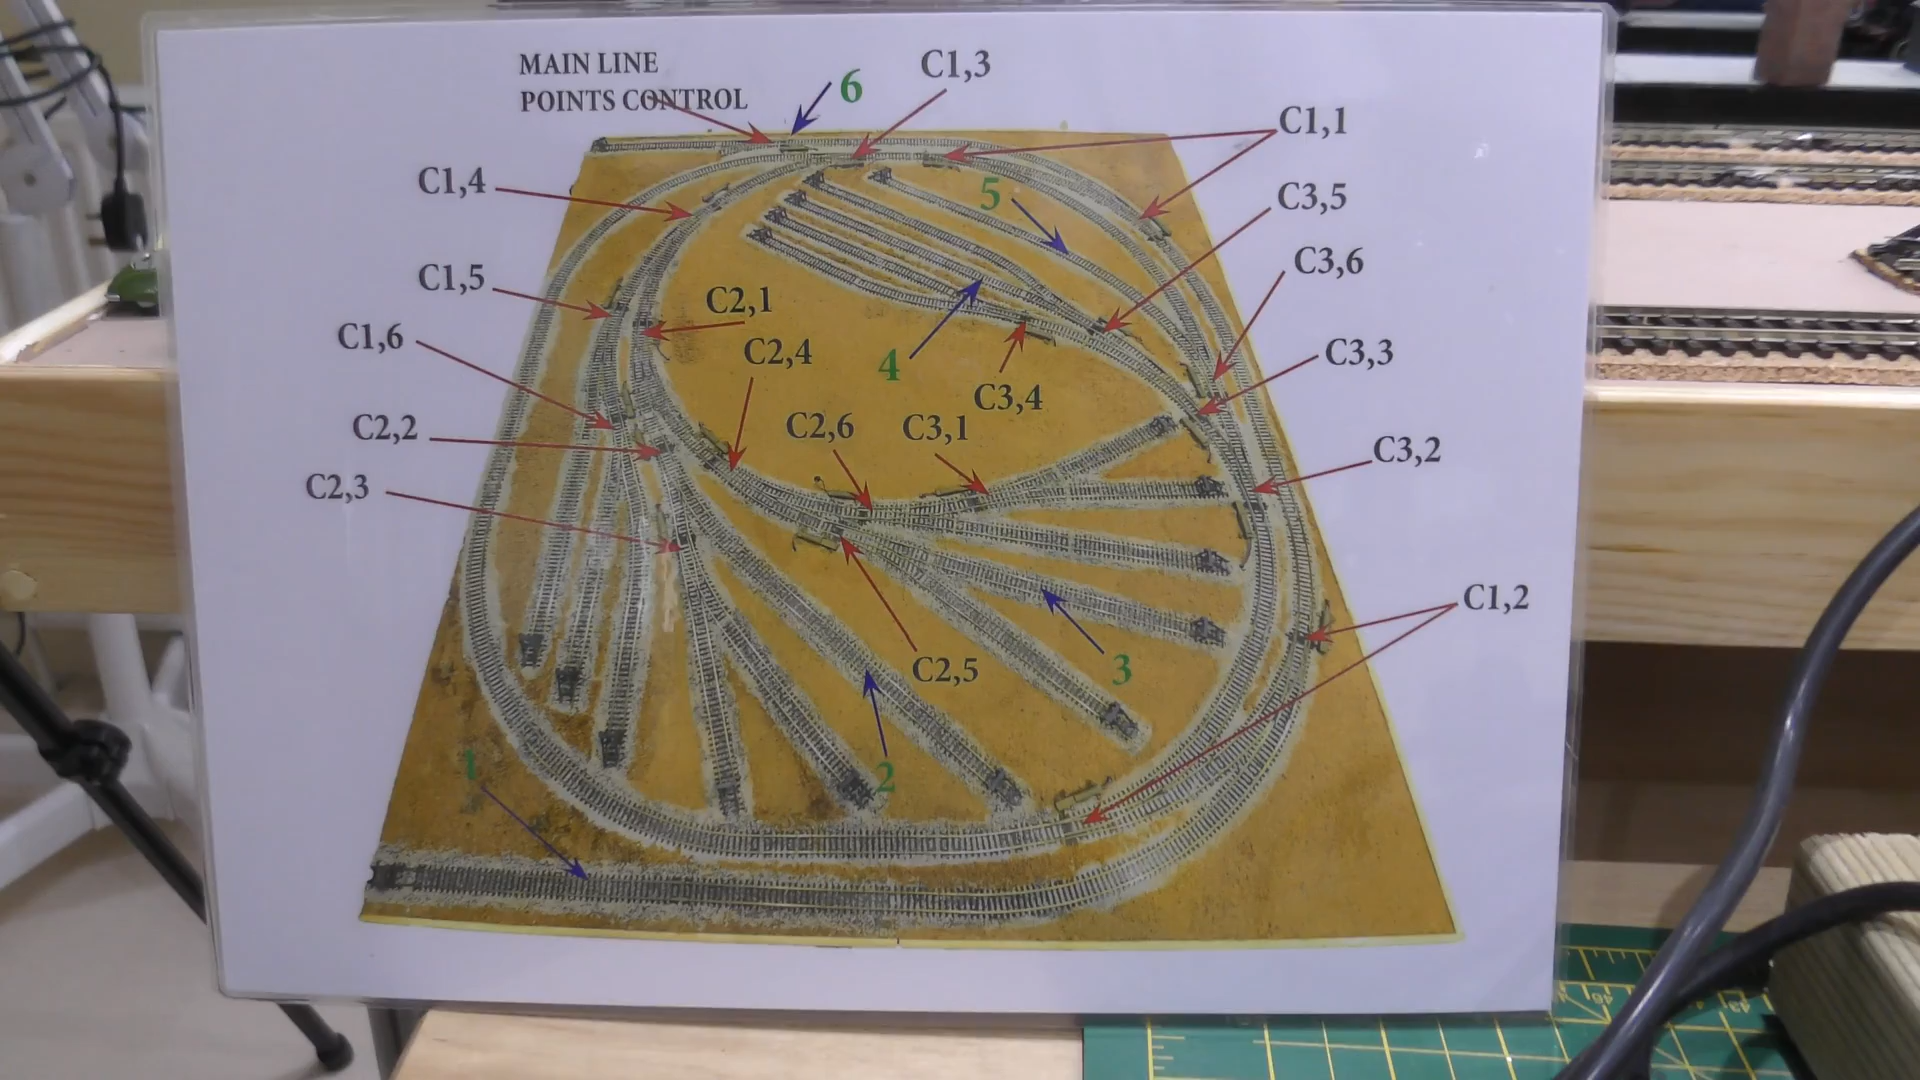 MAIN LINE
POINTS CONTROL
6
C1,3
C1,1
C1,4
5
C3,5
C1,5
C2,1
C3,6
C1,6
C2,4
4
C3,4
C3,3
C2,2
C2,6
C3,1
C3,2
C2,3
C1,2
C2,5
3
1
2